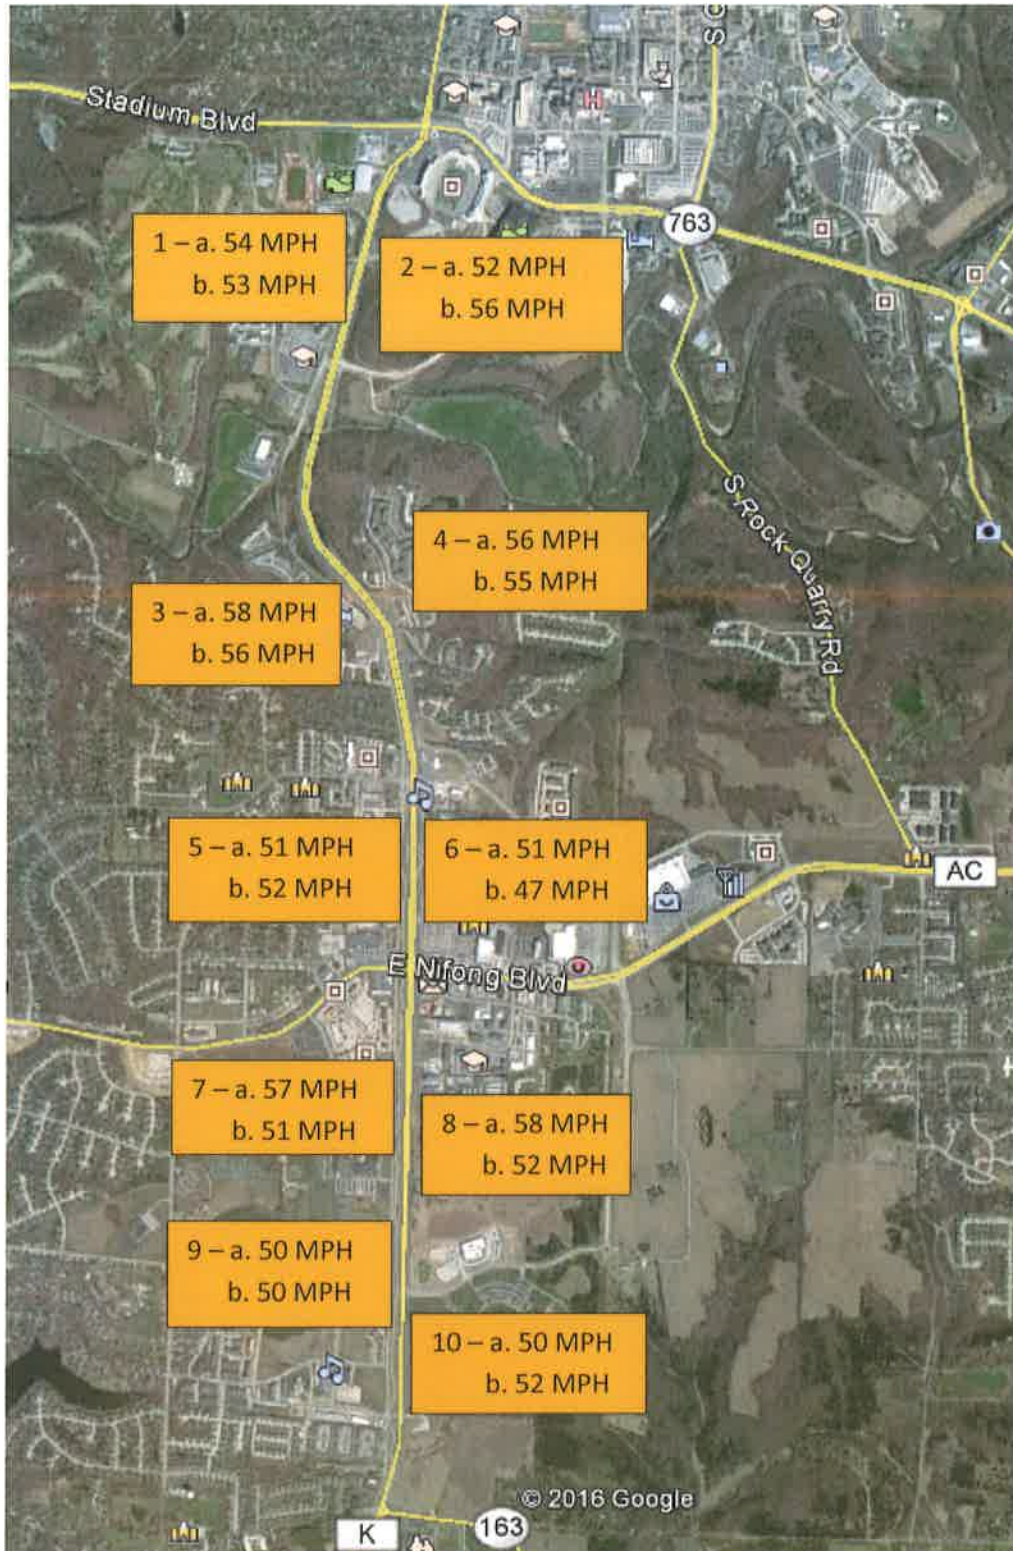 S C
Stadium Blvd
H
763
1 – a. 54 MPH
b. 53 MPH
2 – a. 52 MPH
b. 56 MPH
S Rock Quarry Rd
4 – a. 56 MPH
b. 55 MPH
3 – a. 58 MPH
b. 56 MPH
5 – a. 51 MPH
b. 52 MPH
6 – a. 51 MPH
b. 47 MPH
AC
E Nifong Blvd
7 – a. 57 MPH
b. 51 MPH
8 – a. 58 MPH
b. 52 MPH
9 – a. 50 MPH
b. 50 MPH
10 – a. 50 MPH
b. 52 MPH
© 2016 Google
K
163